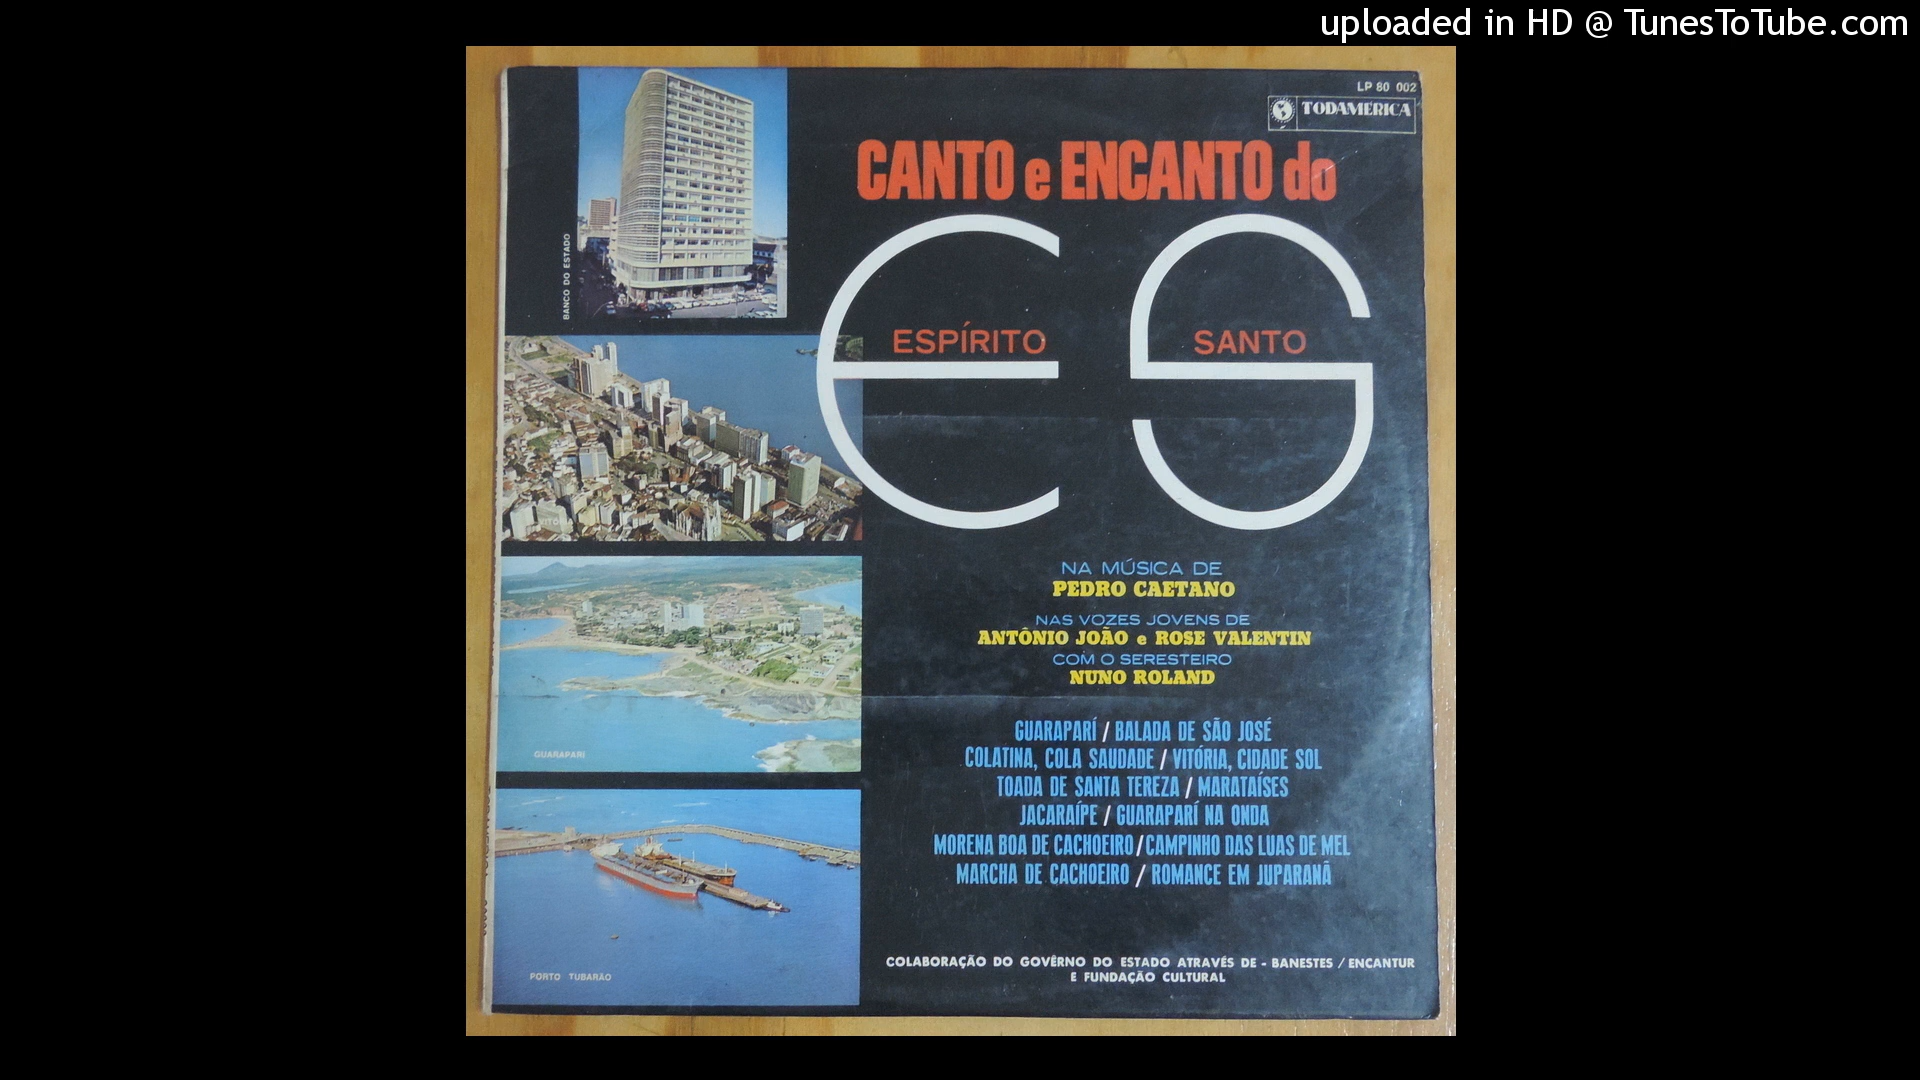 uploaded in HD @ TunesToTube.com
LP 80 002
TODAMERICA
CANTO e ENCANTO do
ESPÍRITO SANTO
BANCO DO ESTADO
VITÓRIA
GUARAPARI
PORTO TUBARÃO
NA MÚSICA DE
PEDRO CAETANO
NAS VOZES JOVENS DE
ANTÔNIO JOÃO e ROSE VALENTIN
COM O SERESTEIRO
NUNO ROLAND
GUARAPARÍ / BALADA DE SÃO JOSÉ
COLATINA, COLA SAUDADE / VITÓRIA, CIDADE SOL
TOADA DE SANTA TEREZA / MARATAÍSES
JACARAÍPE / GUARAPARÍ NA ONDA
MORENA BOA DE CACHOEIRO / CAMPINHO DAS LUAS DE MEL
MARCHA DE CACHOEIRO / ROMANCE EM JUPARANÃ
COLABORAÇÃO DO GOVÊRNO DO ESTADO ATRAVÉS DE - BANESTES / ENCANTUR
E FUNDAÇÃO CULTURAL